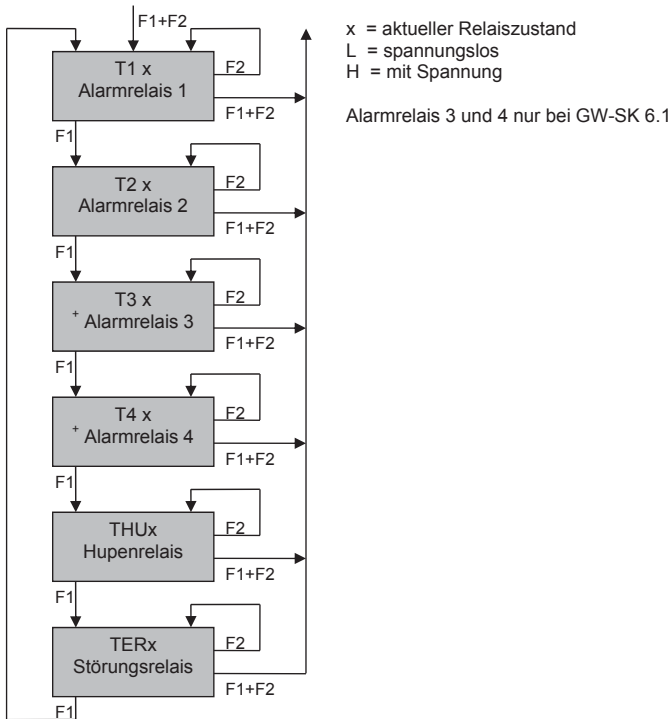 F1+F2
T1 x
Alarmrelais 1
F2
F1+F2
F1
T2 x
Alarmrelais 2
F2
F1+F2
F1
T3 x
+ Alarmrelais 3
F2
F1+F2
F1
T4 x
+ Alarmrelais 4
F2
F1+F2
F1
THUx
Hupenrelais
F2
F1+F2
F1
TERx
Störungsrelais
F2
F1+F2
F1
x = aktueller Relaiszustand
L = spannungslos
H = mit Spannung
Alarmrelais 3 und 4 nur bei GW-SK 6.1